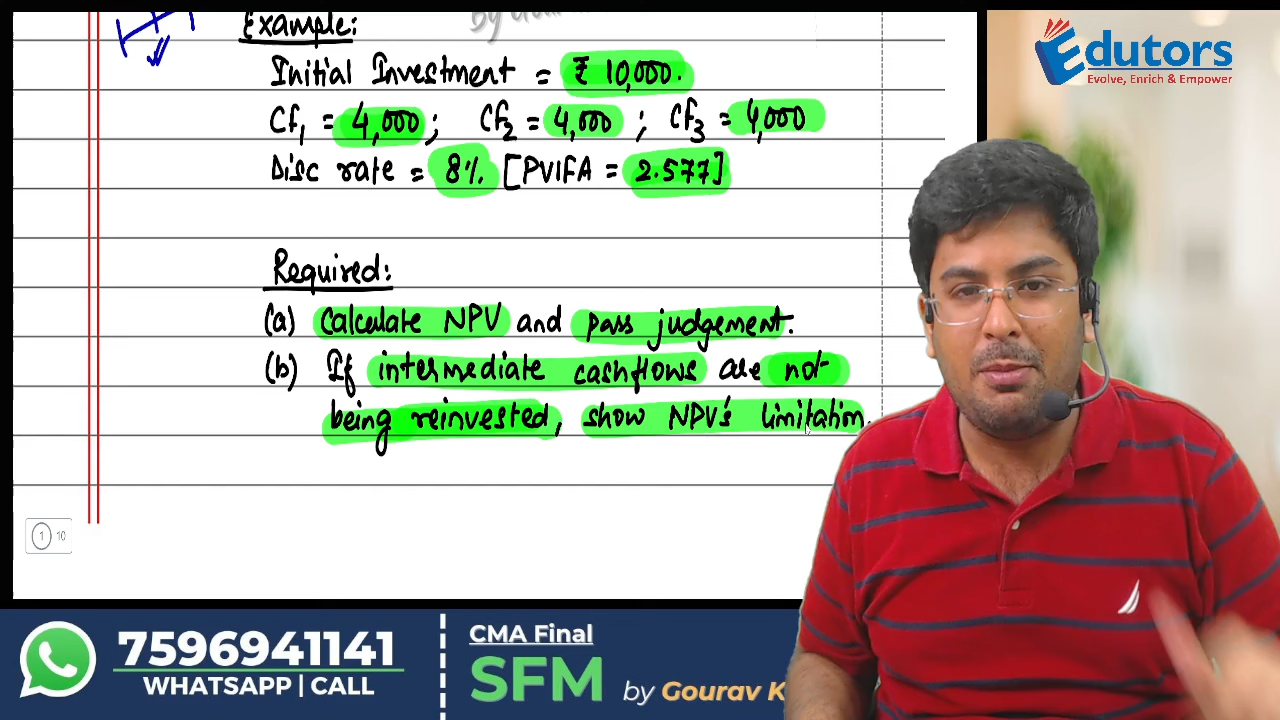 Example:
Initial Investment = ₹ 10,000.
Cf₁ = 4,000; Cf₂ = 4,000; Cf₃ = 4,000
Disc rate = 8% [PVIFA = 2.577]
Required:
(a) Calculate NPV and pass judgement.
(b) If intermediate cashflows are not
being reinvested, show NPV's limitation.
1 10
Edutors
Evolve, Enrich & Empower
7596941141
WHATSAPP | CALL
CMA Final
SFM by Gourav K